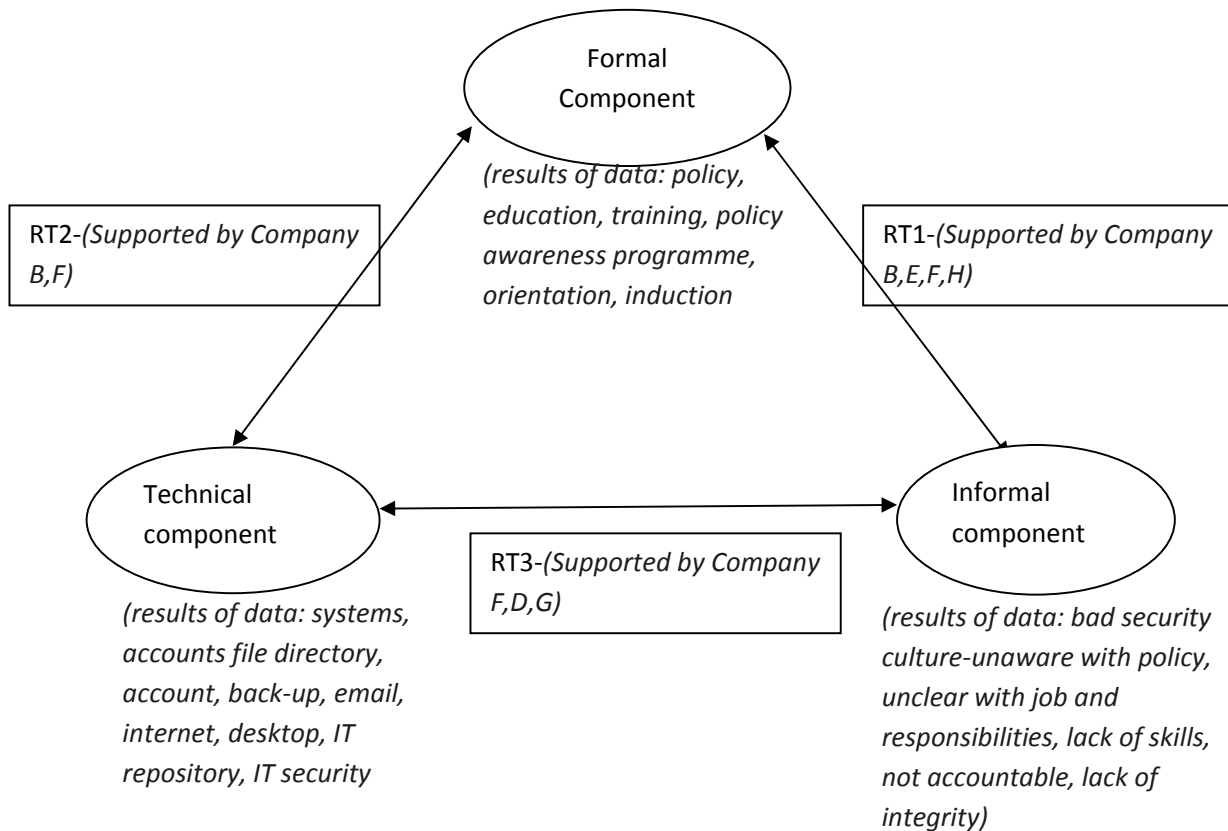 Formal
Component
(results of data: policy,
education, training, policy
awareness programme,
orientation, induction
RT2-(Supported by Company
B,F)
RT1-(Supported by Company
B,E,F,H)
Technical
component
Informal
component
RT3-(Supported by Company
F,D,G)
(results of data: systems,
accounts file directory,
account, back-up, email,
internet, desktop, IT
repository, IT security
(results of data: bad security
culture-unaware with policy,
unclear with job and
responsibilities, lack of skills,
not accountable, lack of
integrity)